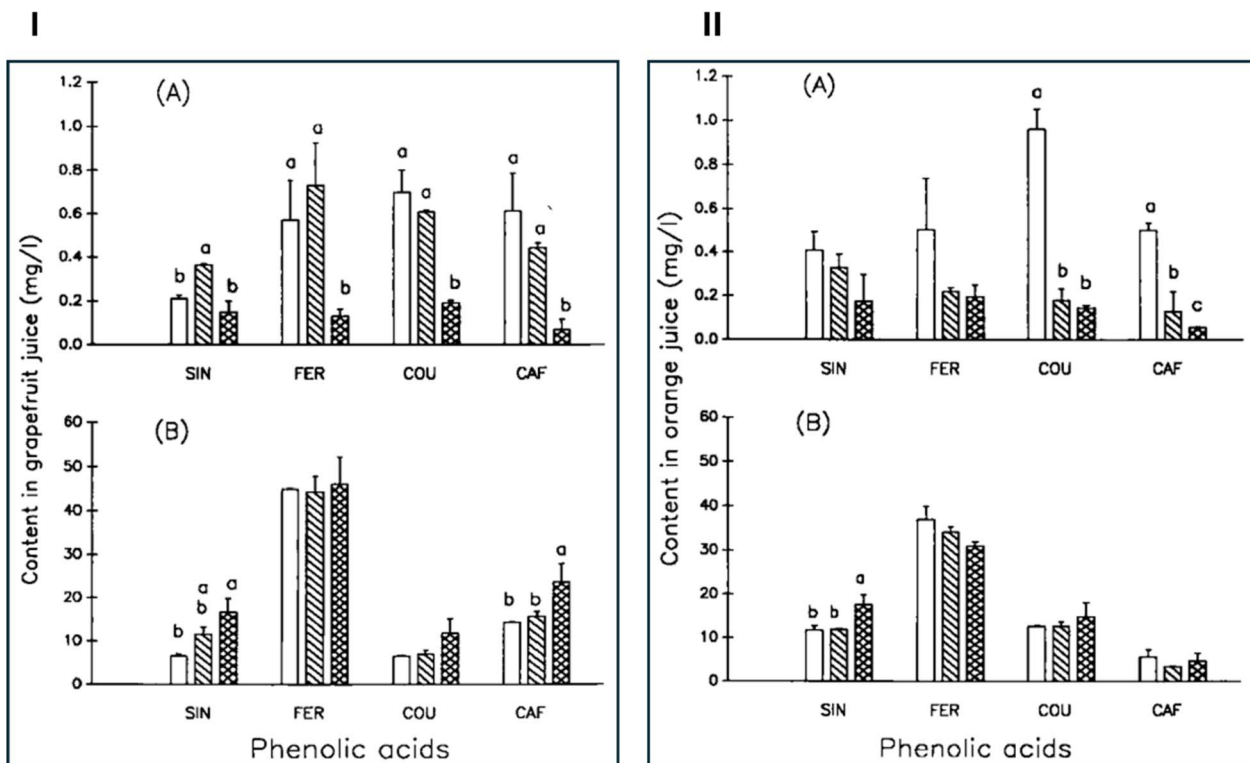 I
Content in grapefruit juice (mg/l)
(A)
1.2
1.0
0.8
0.6
0.4
0.2
0.0
b a b
a a b
a a b
a a b
SIN FER COU CAF
(B)
60
50
40
30
20
10
0
b a b a
b b a
SIN FER COU CAF
Phenolic acids
II
Content in orange juice (mg/l)
(A)
1.2
1.0
0.8
0.6
0.4
0.2
0.0
a b b
a b c
SIN FER COU CAF
(B)
60
50
40
30
20
10
0
b b a
SIN FER COU CAF
Phenolic acids